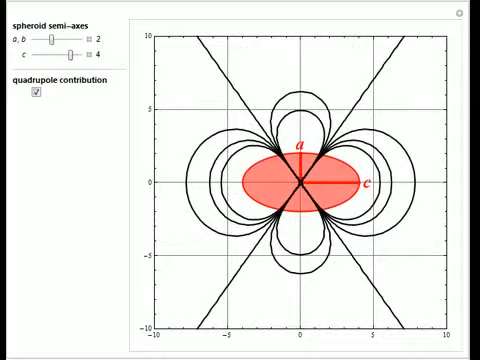 spheroid semi-axes
a, b 2
c 4
quadrupole contribution
10
5
0
-5
-10
a
c
-10 -5 0 5 10